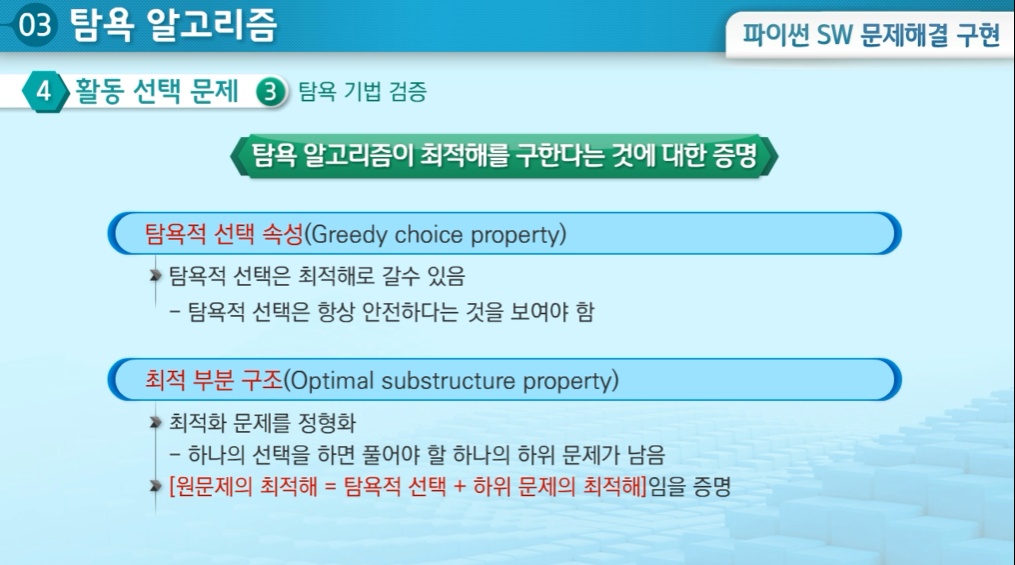 03 탐욕 알고리즘
파이썬 SW 문제해결 구현
4 활동 선택 문제 3 탐욕 기법 검증
탐욕 알고리즘이 최적해를 구한다는 것에 대한 증명
탐욕적 선택 속성(Greedy choice property)
탐욕적 선택은 최적해로 갈수 있음
- 탐욕적 선택은 항상 안전하다는 것을 보여야 함
최적 부분 구조(Optimal substructure property)
최적화 문제를 정형화
- 하나의 선택을 하면 풀어야 할 하나의 하위 문제가 남음
[원문제의 최적해 = 탐욕적 선택 + 하위 문제의 최적해]임을 증명